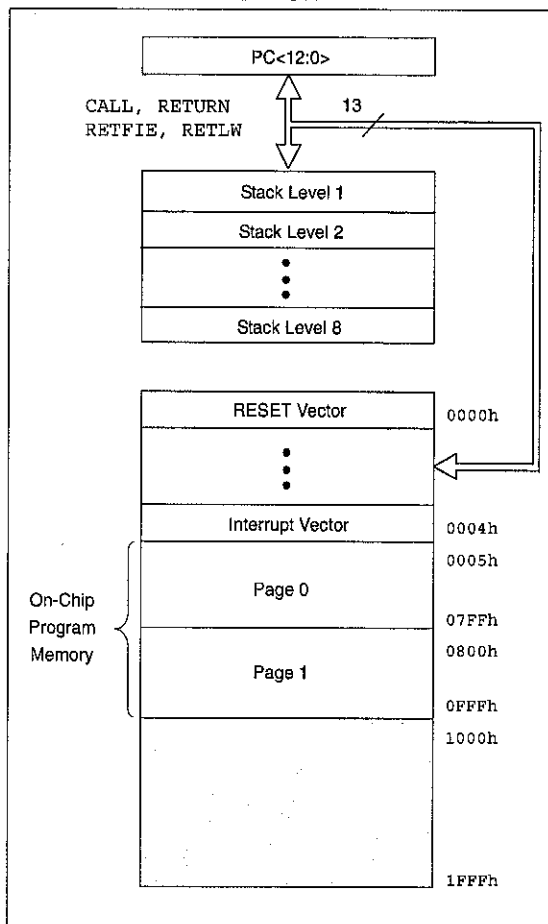 PC<12:0>
CALL, RETURN
RETFIE, RETLW
13
Stack Level 1
Stack Level 2
Stack Level 8
RESET Vector
0000h
Interrupt Vector
0004h
0005h
On-Chip
Program
Memory
Page 0
07FFh
0800h
Page 1
0FFFh
1000h
1FFFh